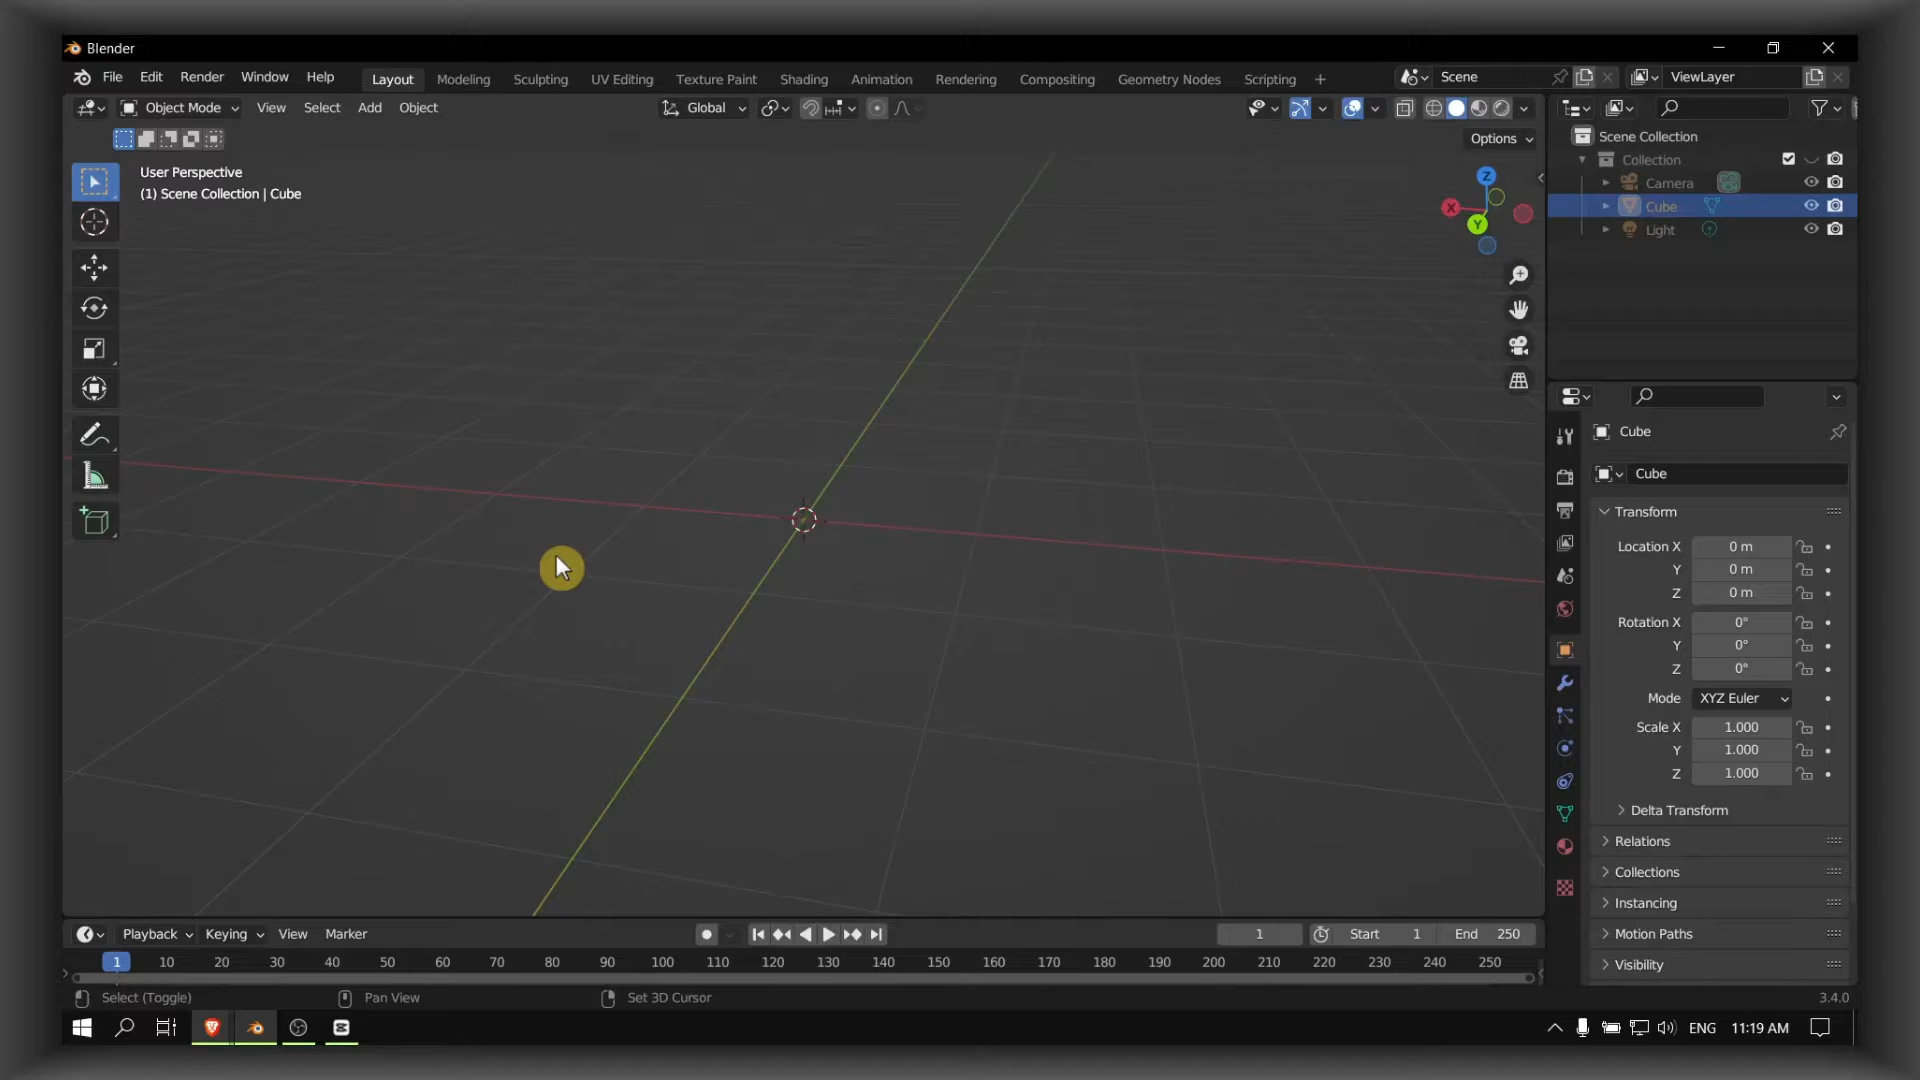 Blender
File Edit Render Window Help Layout Modeling Sculpting UV Editing Texture Paint Shading Animation Rendering Compositing Geometry Nodes Scripting + Scene ViewLayer
Object Mode View Select Add Object Global
Options
User Perspective
(1) Scene Collection | Cube
Z
X
Y
Scene Collection
Collection
Camera
Cube
Light
Cube
Cube
Transform
Location X 0 m
Y 0 m
Z 0 m
Rotation X 0°
Y 0°
Z 0°
Mode XYZ Euler
Scale X 1.000
Y 1.000
Z 1.000
Delta Transform
Relations
Collections
Instancing
Motion Paths
Visibility
Playback Keying View Marker 1 Start 1 End 250
1 10 20 30 40 50 60 70 80 90 100 110 120 130 140 150 160 170 180 190 200 210 220 230 240 250
Select (Toggle) Pan View Set 3D Cursor 3.4.0
ENG 11:19 AM